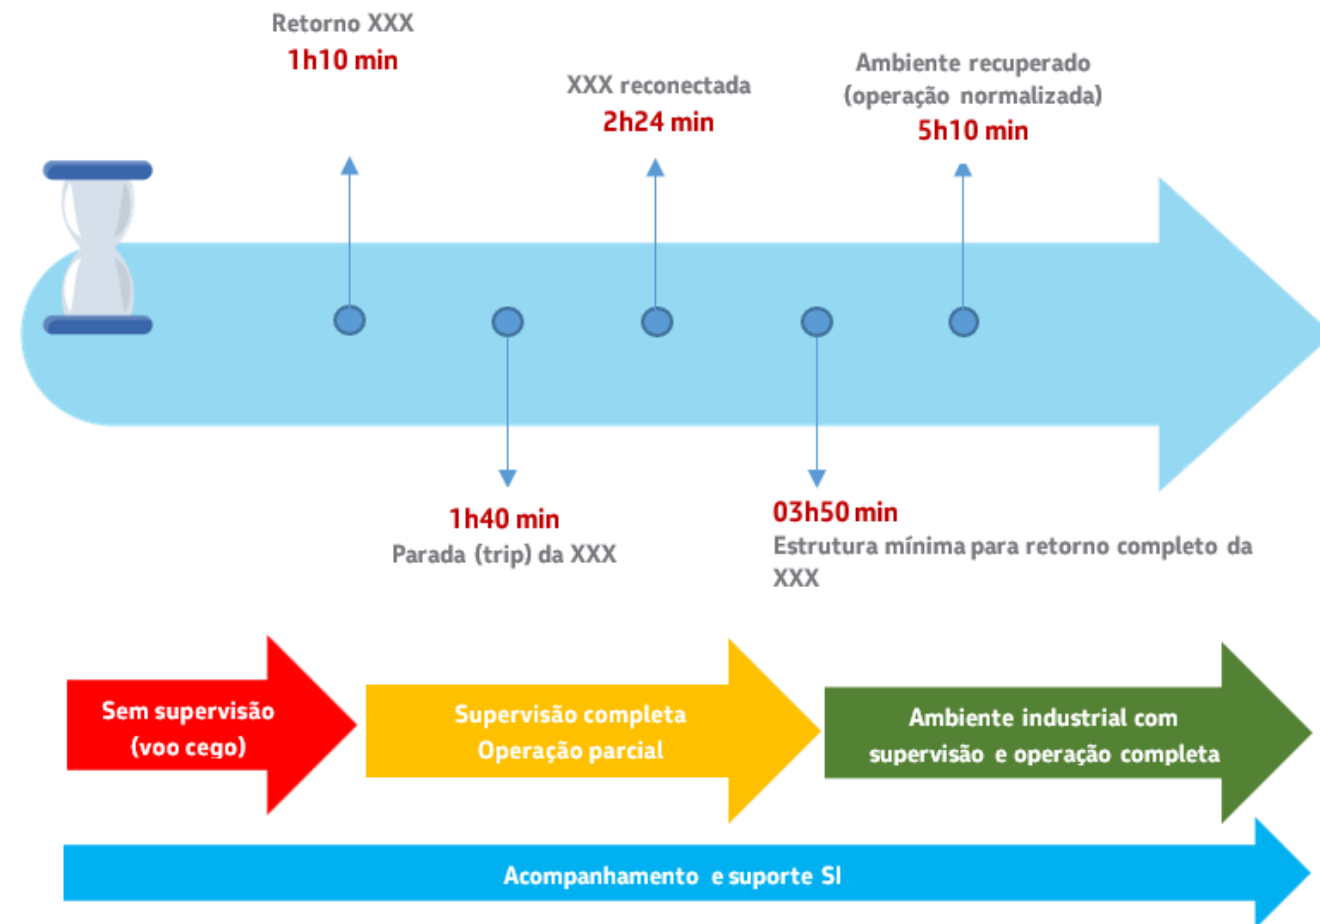 Retorno XXX
1h10 min
XXX reconectada
2h24 min
Ambiente recuperado
(operação normalizada)
5h10 min
1h40 min
Parada (trip) da XXX
03h50 min
Estrutura mínima para retorno completo da
XXX
Sem supervisão
(voo cego)
Supervisão completa
Operação parcial
Ambiente industrial com
supervisão e operação completa
Acompanhamento e suporte SI